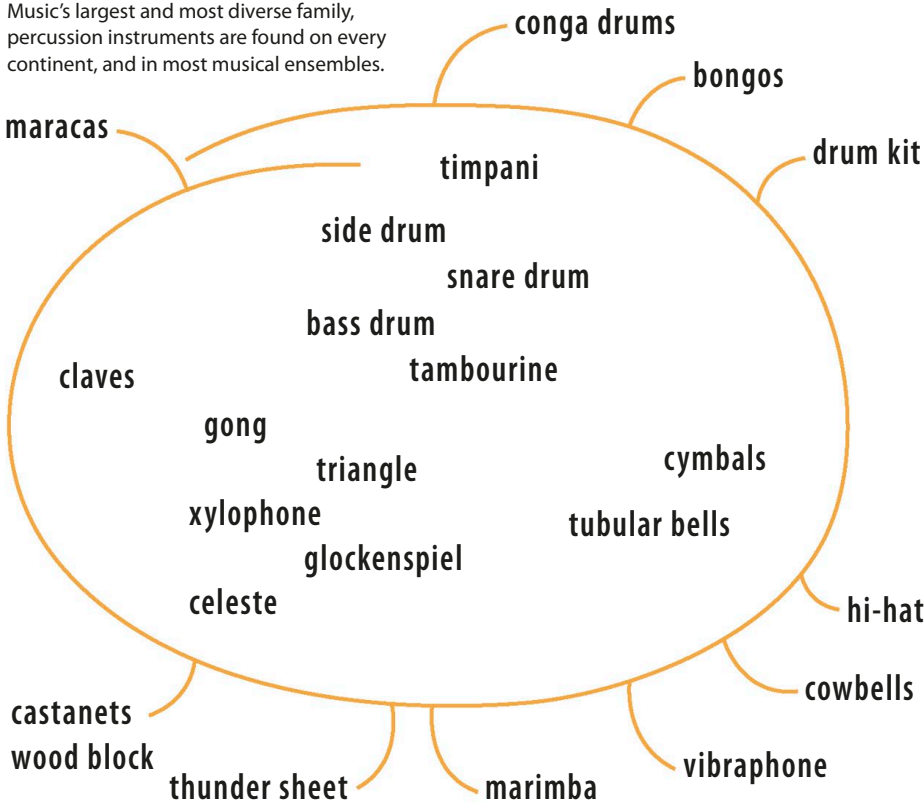 Music’s largest and most diverse family,
percussion instruments are found on every
continent, and in most musical ensembles.
conga drums
bongos
maracas
drum kit
timpani
side drum
snare drum
bass drum
tambourine
claves
gong
cymbals
triangle
xylophone
tubular bells
glockenspiel
celeste
hi-hat
cowbells
castanets
wood block
vibraphone
thunder sheet
marimba